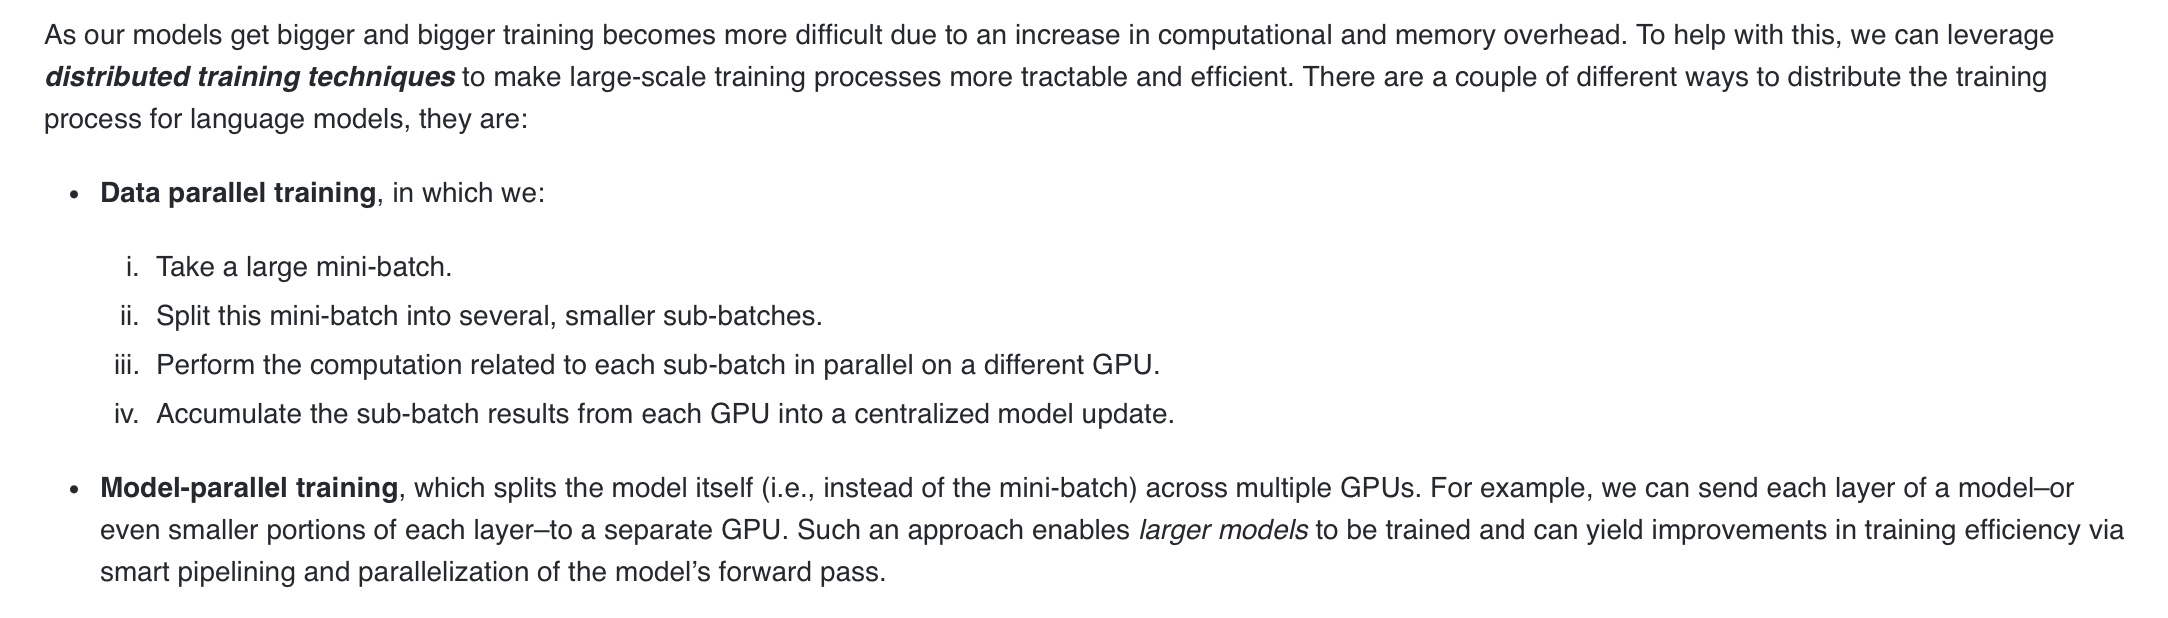 As our models get bigger and bigger training becomes more difficult due to an increase in computational and memory overhead. To help with this, we can leverage
distributed training techniques to make large-scale training processes more tractable and efficient. There are a couple of different ways to distribute the training
process for language models, they are:
• Data parallel training, in which we:
i. Take a large mini-batch.
ii. Split this mini-batch into several, smaller sub-batches.
iii. Perform the computation related to each sub-batch in parallel on a different GPU.
iv. Accumulate the sub-batch results from each GPU into a centralized model update.
• Model-parallel training, which splits the model itself (i.e., instead of the mini-batch) across multiple GPUs. For example, we can send each layer of a model–or
even smaller portions of each layer–to a separate GPU. Such an approach enables larger models to be trained and can yield improvements in training efficiency via
smart pipelining and parallelization of the model’s forward pass.